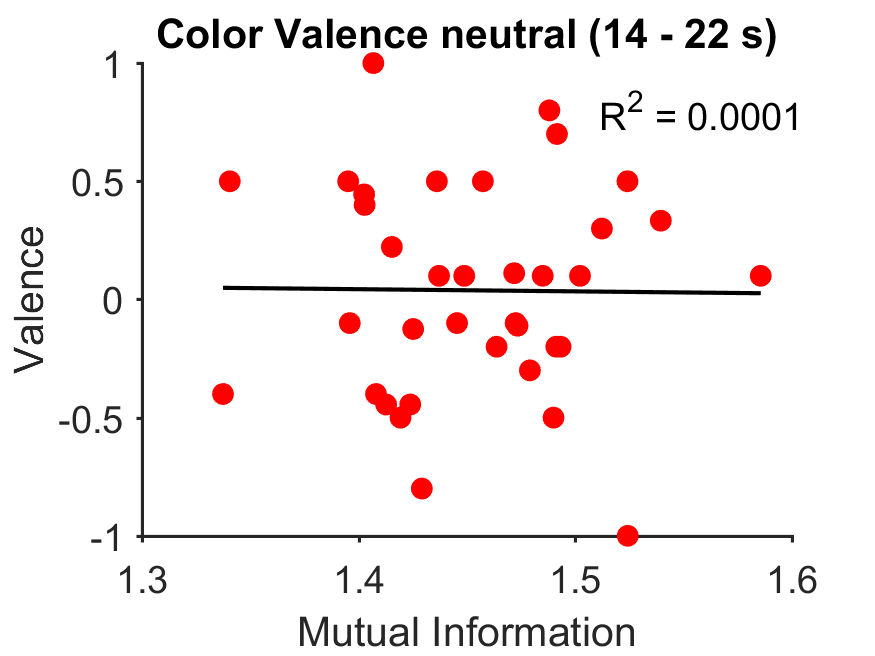 Color Valence neutral (14 - 22 s)
R² = 0.0001
1
0.5
0
-0.5
-1
Valence
1.3 1.4 1.5 1.6
Mutual Information